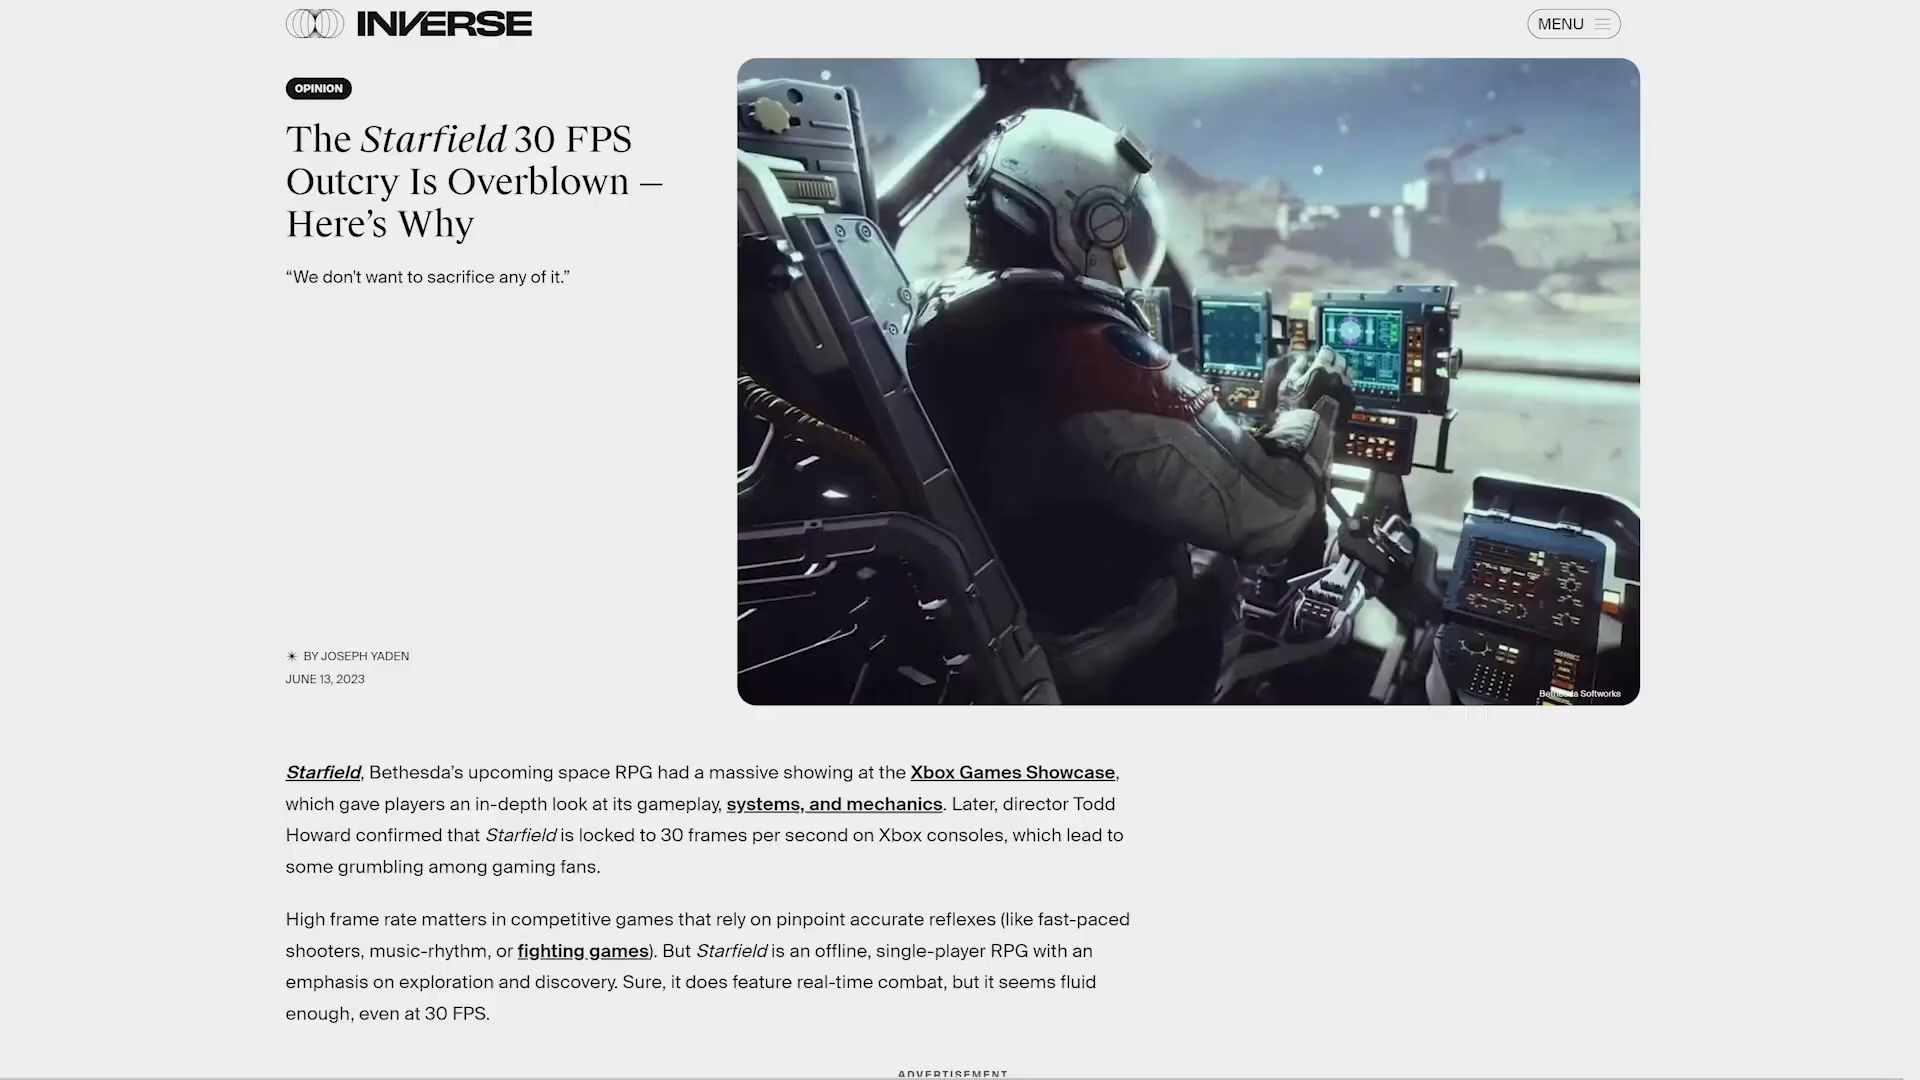 INVERSE
MENU
OPINION
The Starfield 30 FPS
Outcry Is Overblown —
Here’s Why
“We don't want to sacrifice any of it.”
BY JOSEPH YADEN
JUNE 13, 2023
Bethesda Softworks
Starfield, Bethesda’s upcoming space RPG had a massive showing at the Xbox Games Showcase,
which gave players an in-depth look at its gameplay, systems, and mechanics. Later, director Todd
Howard confirmed that Starfield is locked to 30 frames per second on Xbox consoles, which lead to
some grumbling among gaming fans.
High frame rate matters in competitive games that rely on pinpoint accurate reflexes (like fast-paced
shooters, music-rhythm, or fighting games). But Starfield is an offline, single-player RPG with an
emphasis on exploration and discovery. Sure, it does feature real-time combat, but it seems fluid
enough, even at 30 FPS.
ADVERTISEMENT